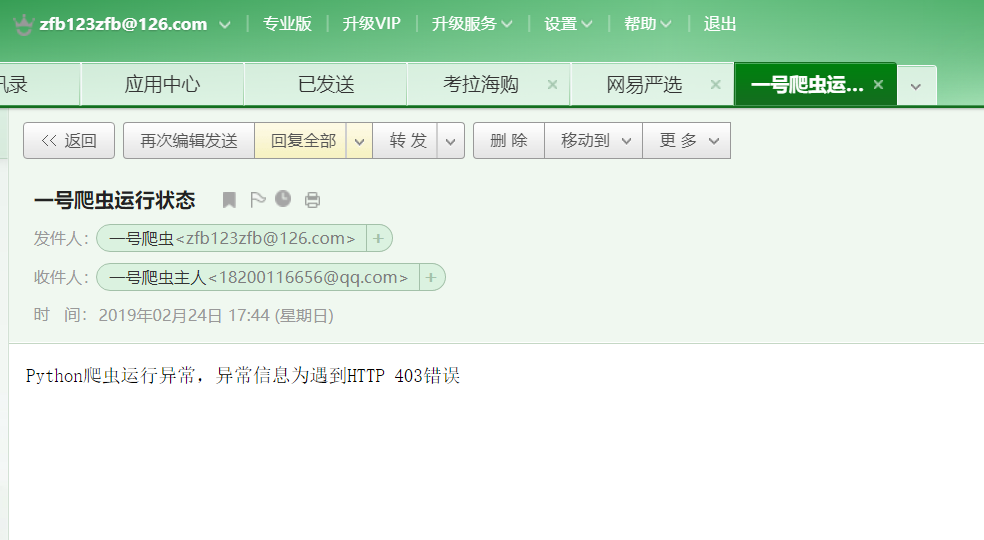 zfb123zfb@126.com 专业版 升级VIP 升级服务 设置 帮助 退出
讯录 应用中心 已发送 考拉海购 × 网易严选 × 一号爬虫运... ×
<< 返回 再次编辑发送 回复全部 转 发 删 除 移动到 更 多
一号爬虫运行状态
发件人: 一号爬虫<zfb123zfb@126.com> +
收件人: 一号爬虫主人<18200116656@qq.com> +
时 间: 2019年02月24日 17:44 (星期日)
Python爬虫运行异常，异常信息为遇到HTTP 403错误